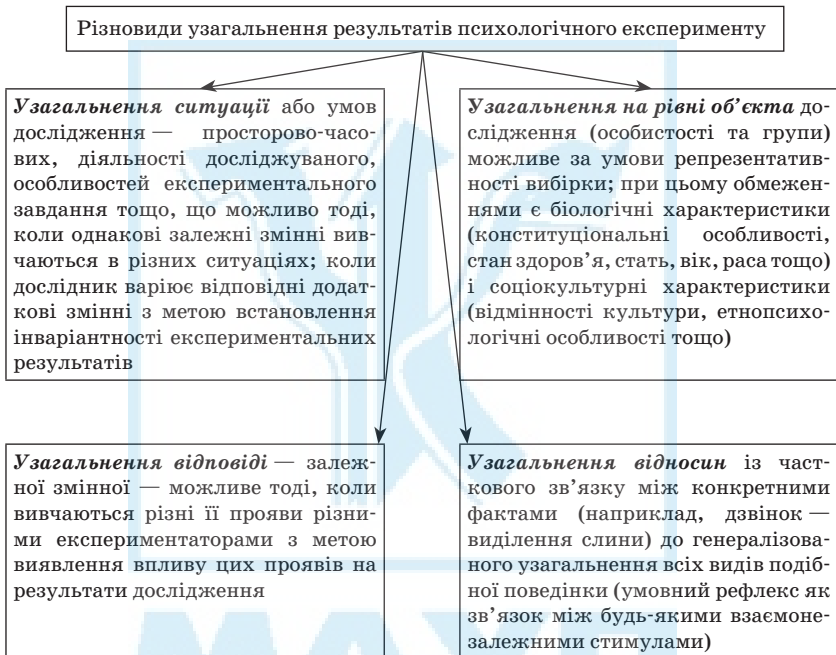 Різновиди узагальнення результатів психологічного експерименту
Узагальнення ситуації або умов
дослідження — просторово-часо-
вих, діяльності досліджуваного,
особливостей експериментального
завдання тощо, що можливо тоді,
коли однакові залежні змінні вив-
чаються в різних ситуаціях; коли
дослідник варіює відповідні додат-
кові змінні з метою встановлення
інваріантності експериментальних
результатів
Узагальнення на рівні об’єкта до-
слідження (особистості та групи)
можливе за умови репрезентатив-
ності вибірки; при цьому обмежен-
нями є біологічні характеристики
(конституціональні особливості,
стан здоров’я, стать, вік, раса тощо)
і соціокультурні характеристики
(відмінності культури, етнопсихо-
логічні особливості тощо)
Узагальнення відповіді — залеж-
ної змінної — можливе тоді, коли
вивчаються різні її прояви різни-
ми експериментаторами з метою
виявлення впливу цих проявів на
результати дослідження
Узагальнення відносин із част-
кового зв’язку між конкретними
фактами (наприклад, дзвінок —
виділення слини) до генералізова-
ного узагальнення всіх видів подіб-
ної поведінки (умовний рефлекс як
зв’язок між будь-якими взаємоне-
залежними стимулами)